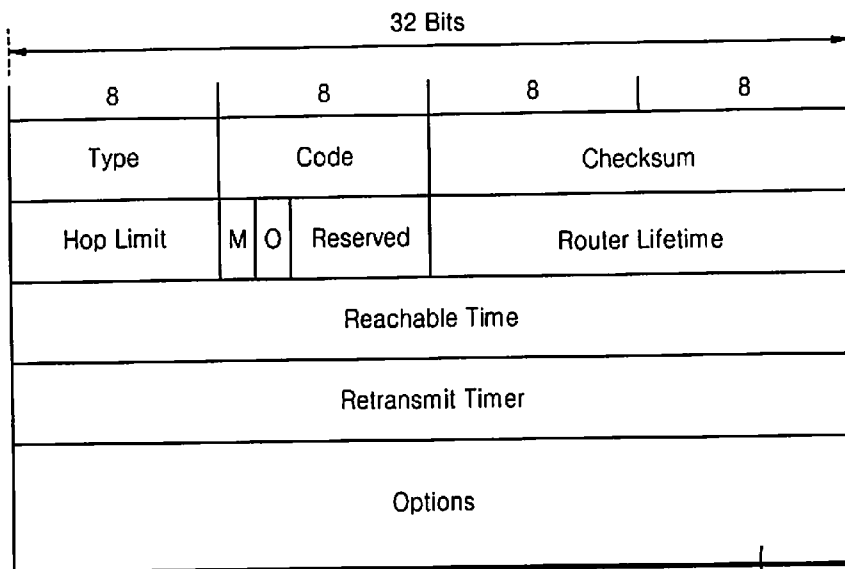 32 Bits
8 8 8 8
Type Code Checksum
Hop Limit M O Reserved Router Lifetime
Reachable Time
Retransmit Timer
Options